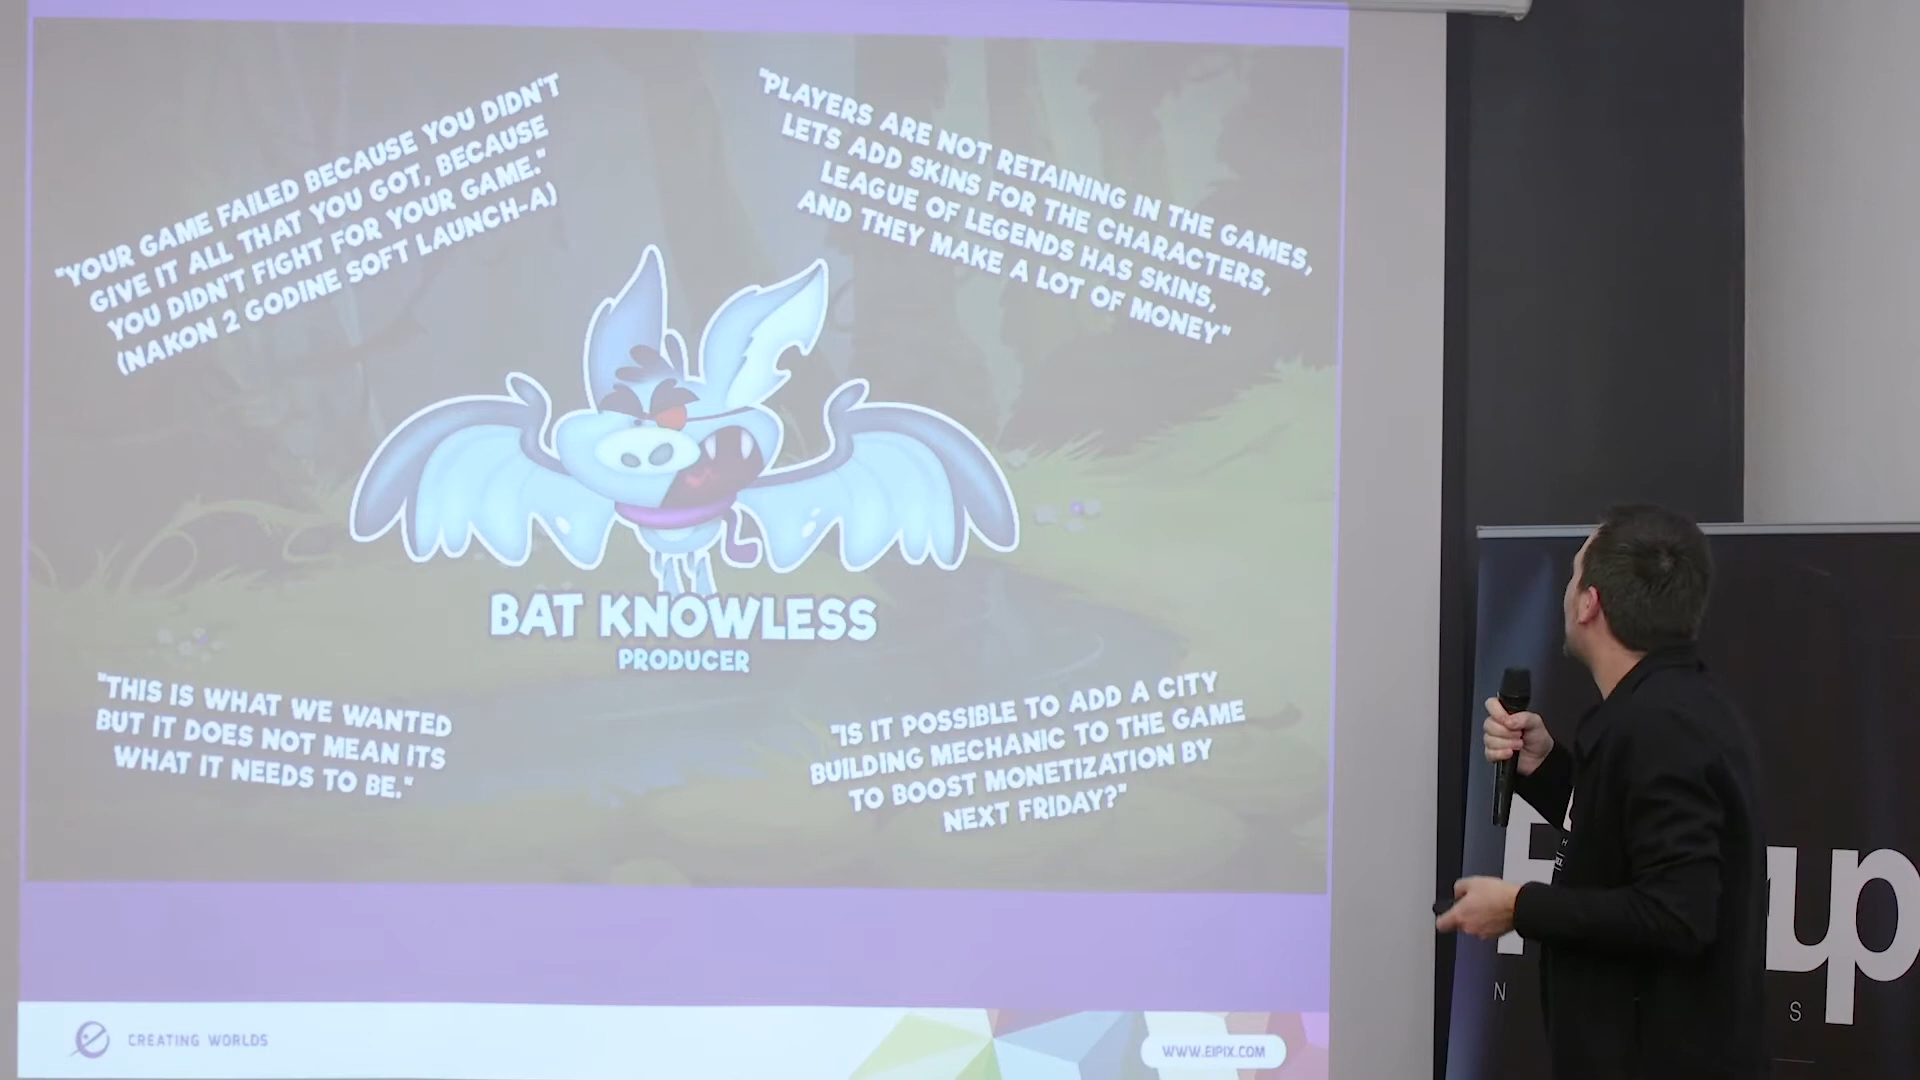 "YOUR GAME FAILED BECAUSE YOU DIDN'T
GIVE IT ALL THAT YOU GOT, BECAUSE
YOU DIDN'T FIGHT FOR YOUR GAME."
(NAKON 2 GODINE SOFT LAUNCH-A)
"PLAYERS ARE NOT RETAINING IN THE GAMES,
LETS ADD SKINS FOR THE CHARACTERS,
LEAGUE OF LEGENDS HAS SKINS,
AND THEY MAKE A LOT OF MONEY"
BAT KNOWLESS
PRODUCER
"THIS IS WHAT WE WANTED
BUT IT DOES NOT MEAN ITS
WHAT IT NEEDS TO BE."
"IS IT POSSIBLE TO ADD A CITY
BUILDING MECHANIC TO THE GAME
TO BOOST MONETIZATION BY
NEXT FRIDAY?"
CREATING WORLDS
WWW.EIPIX.COM
up
N
S